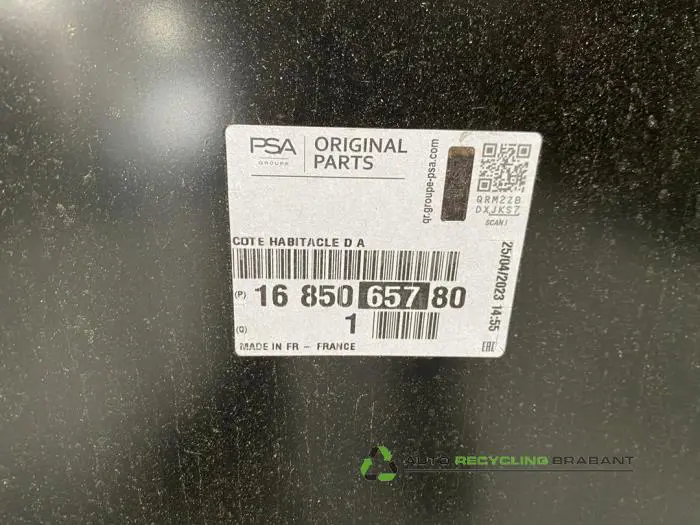 PSA
GROUPE
ORIGINAL
PARTS
qr.groupe-psa.com
QRM2ZB
DXJKS7
SCAN!
COTE HABITACLE D A
(P) 16 850 657 80
(Q) 1
MADE IN FR - FRANCE
25/04/2023 14:55
EAC
AUTO RECYCLING BRABANT